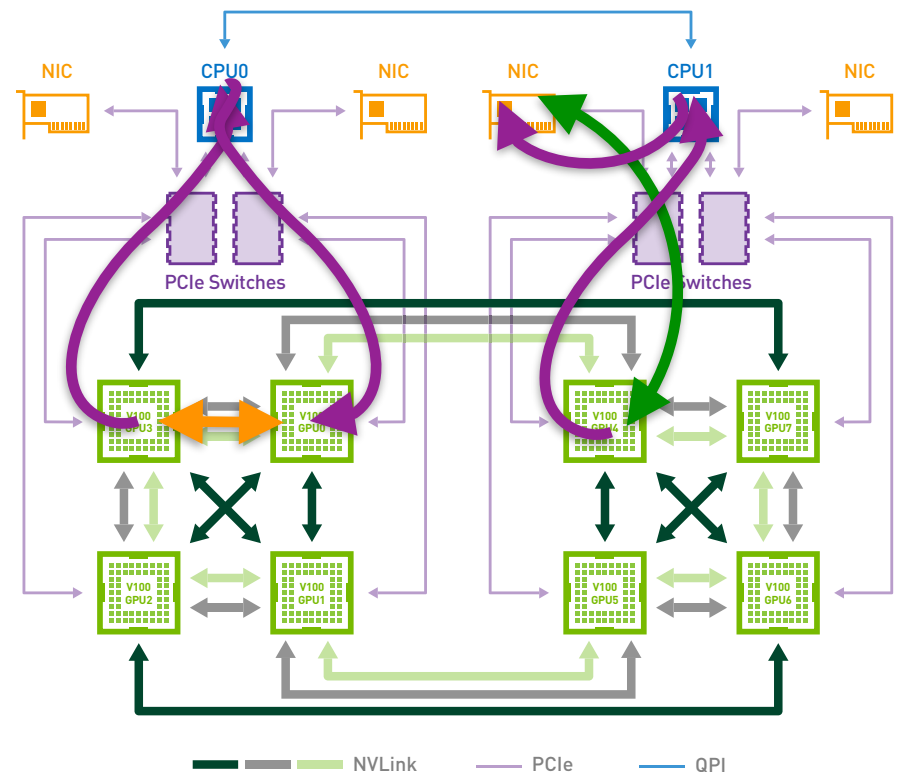 NIC
CPU0
NIC
NIC
CPU1
NIC
PCIe Switches
PCIe Switches
V100
GPU3
V100
GPU0
V100
GPU4
V100
GPU7
V100
GPU2
V100
GPU1
V100
GPU5
V100
GPU6
NVLink
PCIe
QPI